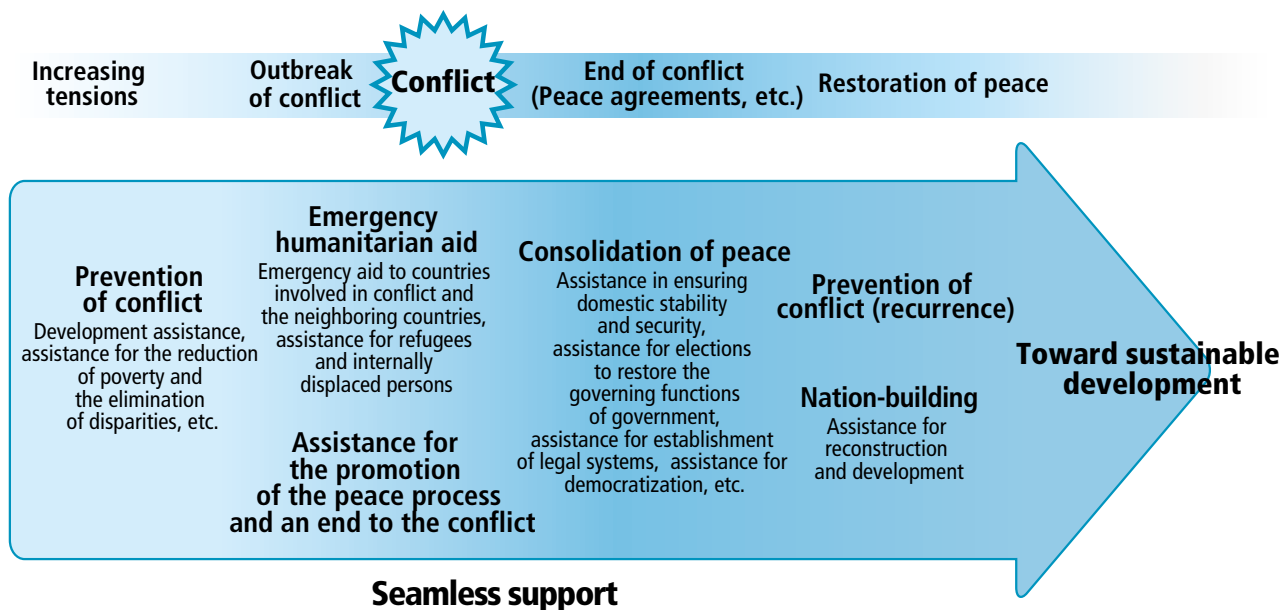 Increasing
tensions
Outbreak
of conflict
Conflict
End of conflict
(Peace agreements, etc.)
Restoration of peace
Prevention
of conflict
Development assistance,
assistance for the reduction
of poverty and
the elimination
of disparities, etc.
Emergency
humanitarian aid
Emergency aid to countries
involved in conflict and
the neighboring countries,
assistance for refugees
and internally
displaced persons
Assistance for
the promotion
of the peace process
and an end to the conflict
Consolidation of peace
Assistance in ensuring
domestic stability
and security,
assistance for elections
to restore the
governing functions
of government,
assistance for establishment
of legal systems, assistance for
democratization, etc.
Prevention of
conflict (recurrence)
Nation-building
Assistance for
reconstruction
and development
Toward sustainable
development
Seamless support